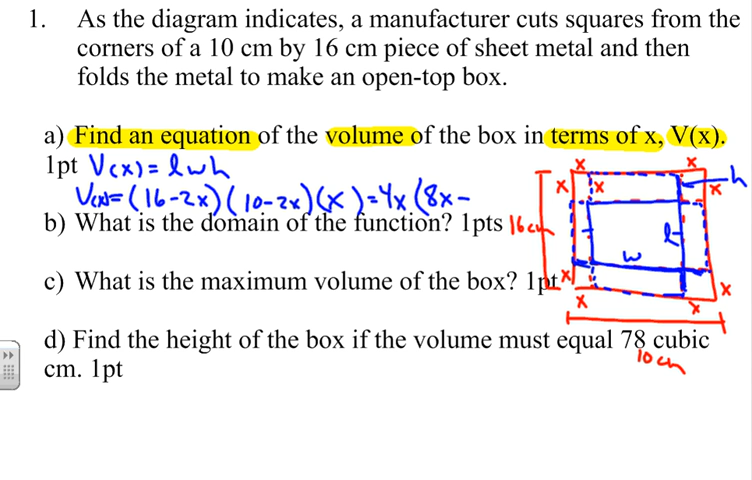 1. As the diagram indicates, a manufacturer cuts squares from the
corners of a 10 cm by 16 cm piece of sheet metal and then
folds the metal to make an open-top box.
a) Find an equation of the volume of the box in terms of x, V(x).
1pt V(x) = lwh
V(x)= (16-2x)(10-2x)(x)=4x(8x-
b) What is the domain of the function? 1pts
c) What is the maximum volume of the box? 1pt
d) Find the height of the box if the volume must equal 78 cubic
cm. 1pt
x
x
h
x
x
x
16cm
l
w
x
x
x
x
10cm